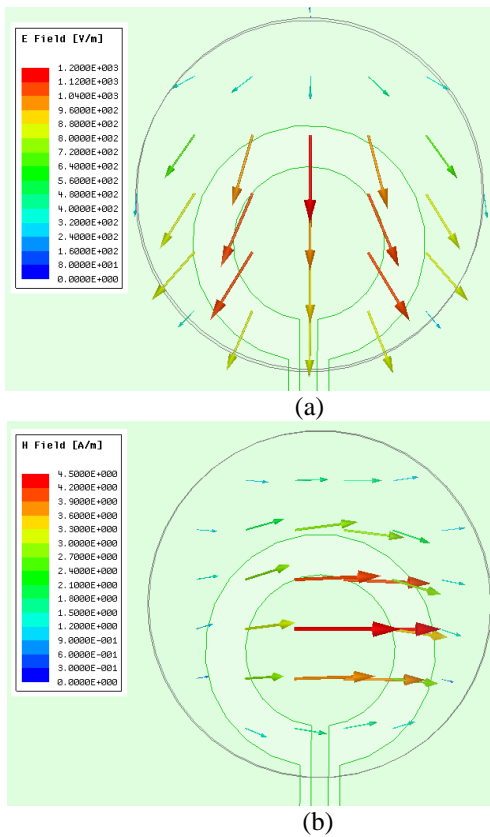 E Field [V/m]
1.2000E+003
1.1200E+003
1.0400E+003
9.6000E+002
8.8000E+002
8.0000E+002
7.2000E+002
6.4000E+002
5.6000E+002
4.8000E+002
4.0000E+002
3.2000E+002
2.4000E+002
1.6000E+002
8.0000E+001
0.0000E+000
(a)
H Field [A/m]
4.5000E+000
4.2000E+000
3.9000E+000
3.6000E+000
3.3000E+000
3.0000E+000
2.7000E+000
2.4000E+000
2.1000E+000
1.8000E+000
1.5000E+000
1.2000E+000
9.0000E-001
6.0000E-001
3.0000E-001
0.0000E+000
(b)